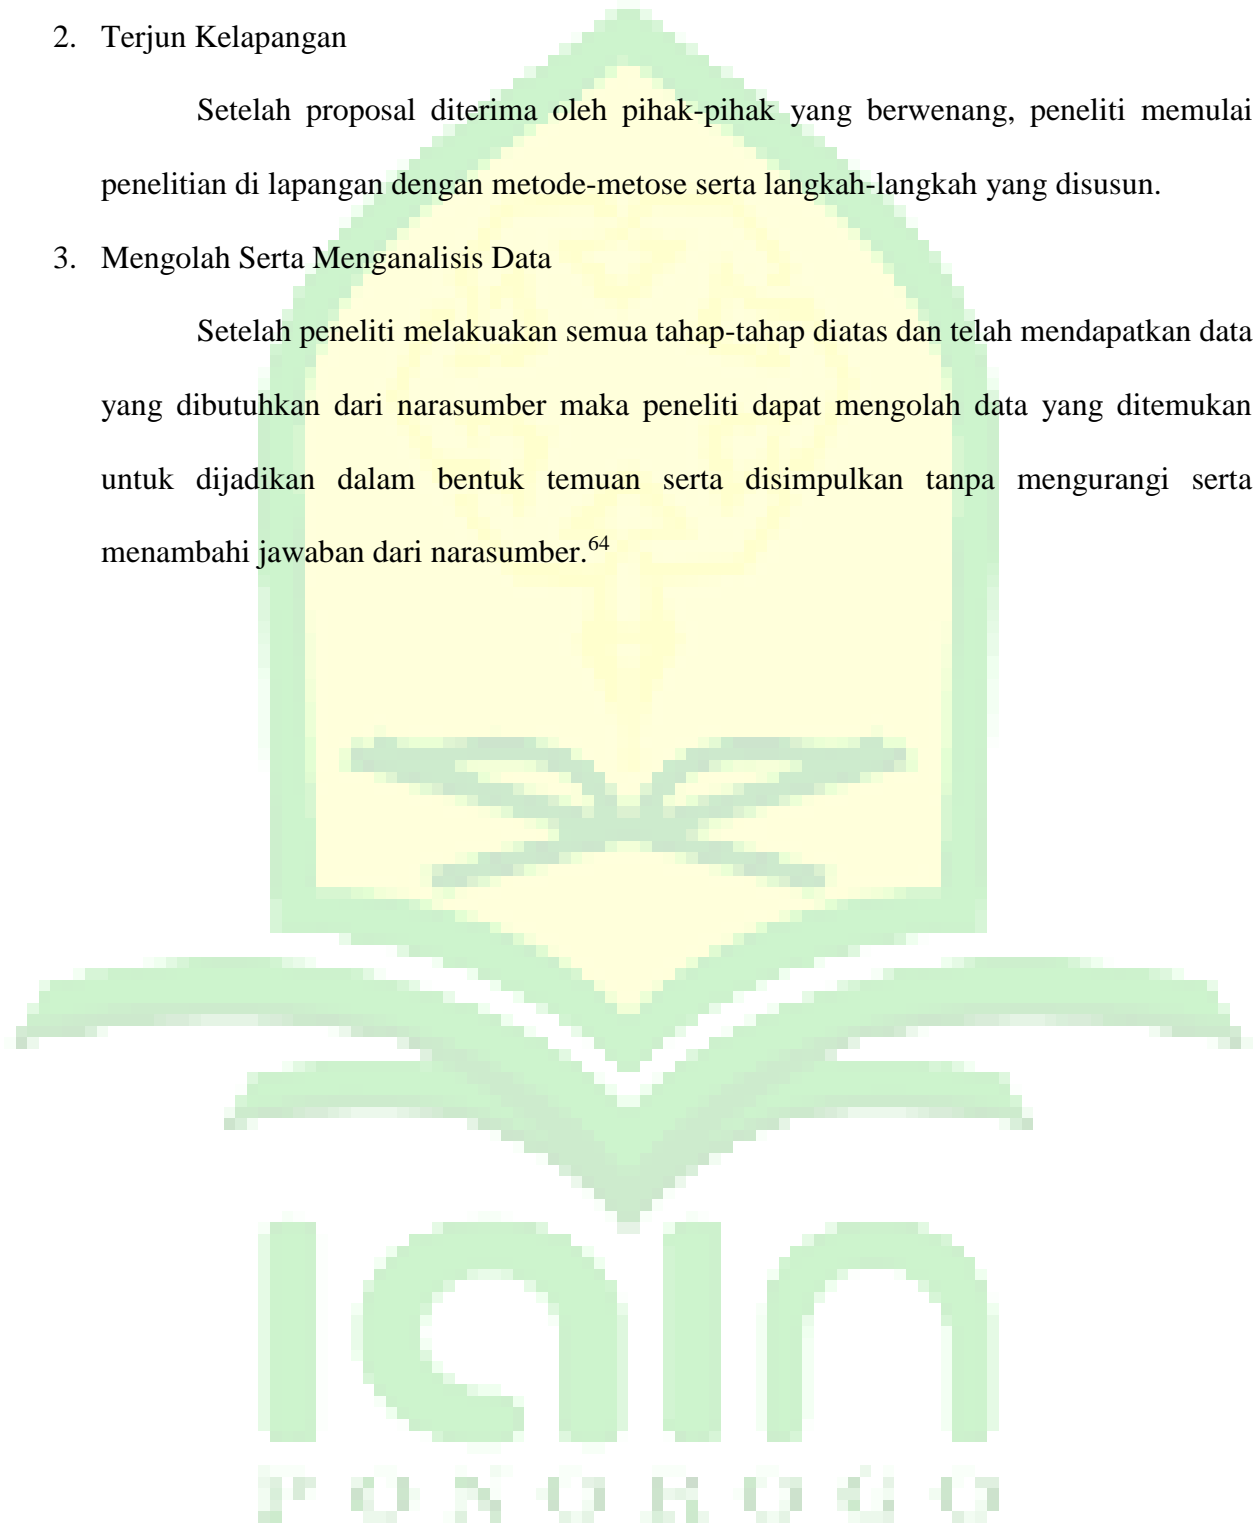 2. Terjun Kelapangan
Setelah proposal diterima oleh pihak-pihak yang berwenang, peneliti memulai
penelitian di lapangan dengan metode-metose serta langkah-langkah yang disusun.
3. Mengolah Serta Menganalisis Data
Setelah peneliti melakuakan semua tahap-tahap diatas dan telah mendapatkan data
yang dibutuhkan dari narasumber maka peneliti dapat mengolah data yang ditemukan
untuk dijadikan dalam bentuk temuan serta disimpulkan tanpa mengurangi serta
menambahi jawaban dari narasumber.64
iain
PONOROGO